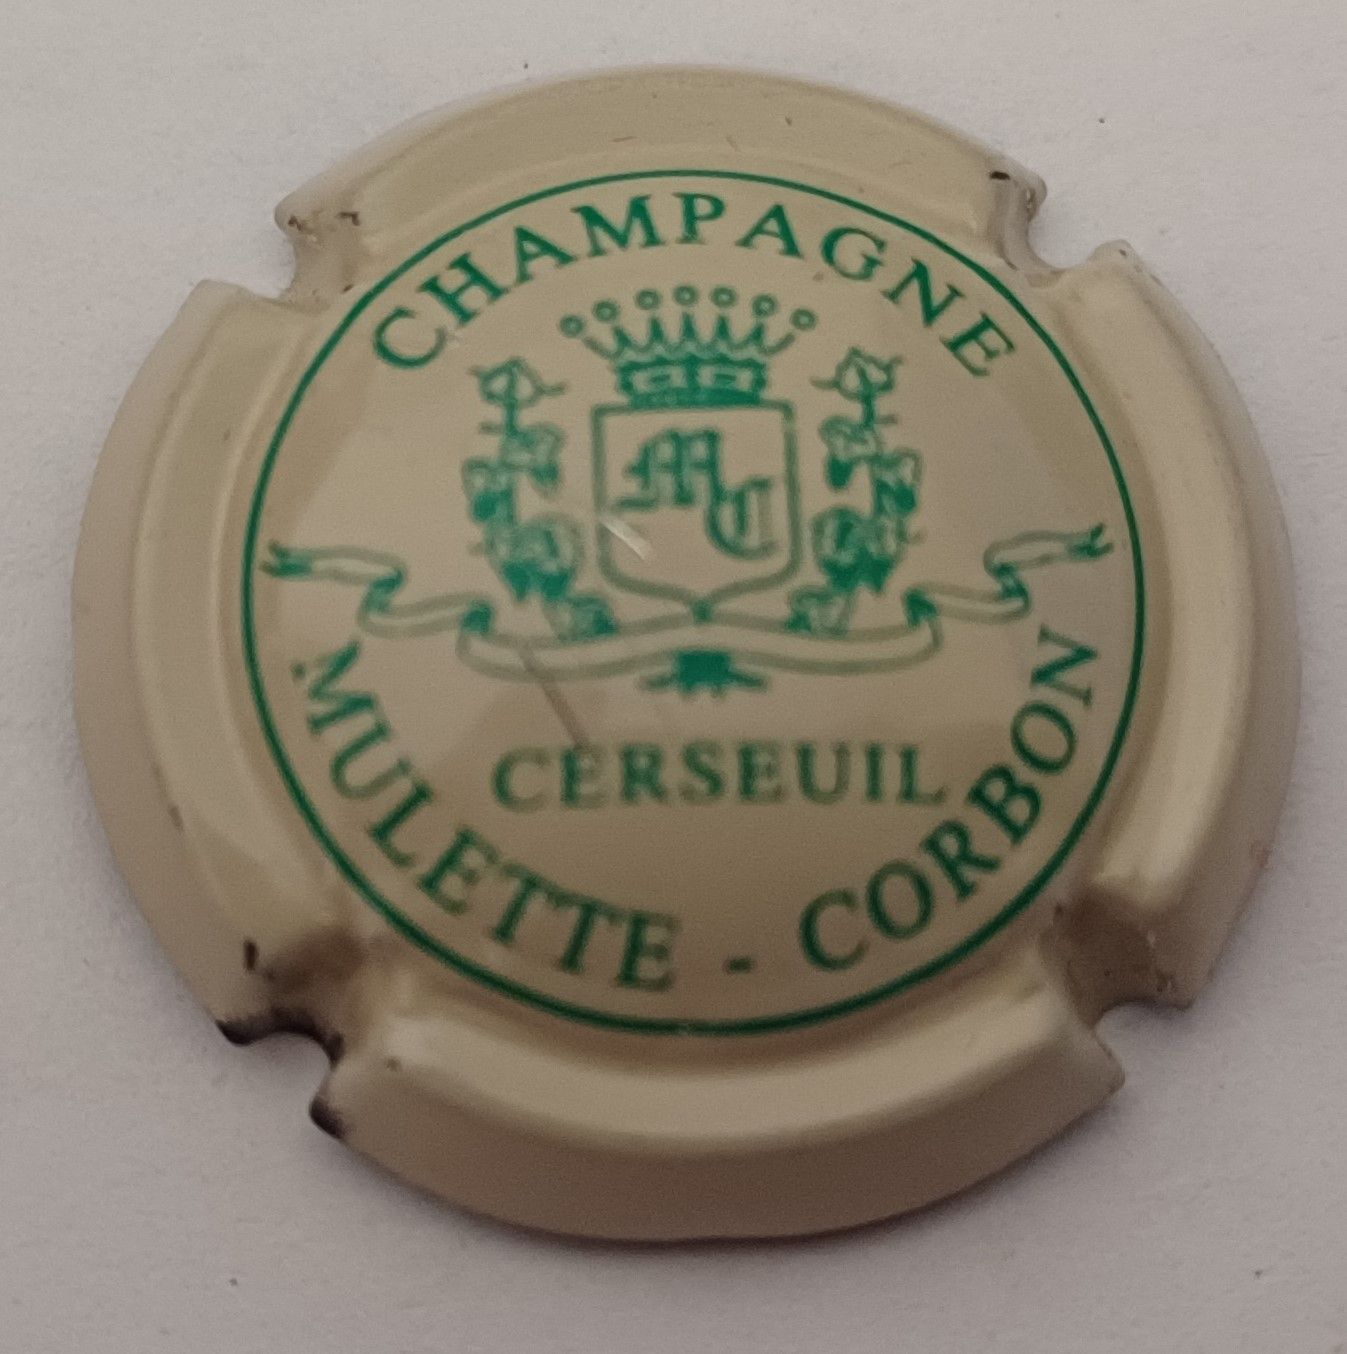 CHAMPAGNE
MC
CERSEUIL
MULETTE - CORBON